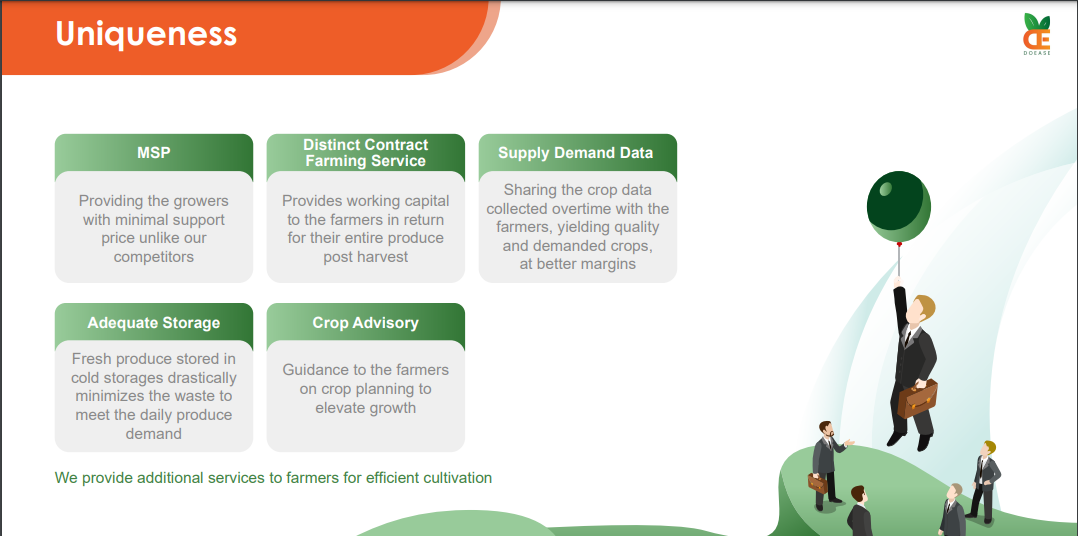 Uniqueness
DOEASE
MSP
Providing the growers
with minimal support
price unlike our
competitors
Distinct Contract
Farming Service
Provides working capital
to the farmers in return
for their entire produce
post harvest
Supply Demand Data
Sharing the crop data
collected overtime with the
farmers, yielding quality
and demanded crops,
at better margins
Adequate Storage
Fresh produce stored in
cold storages drastically
minimizes the waste to
meet the daily produce
demand
Crop Advisory
Guidance to the farmers
on crop planning to
elevate growth
We provide additional services to farmers for efficient cultivation